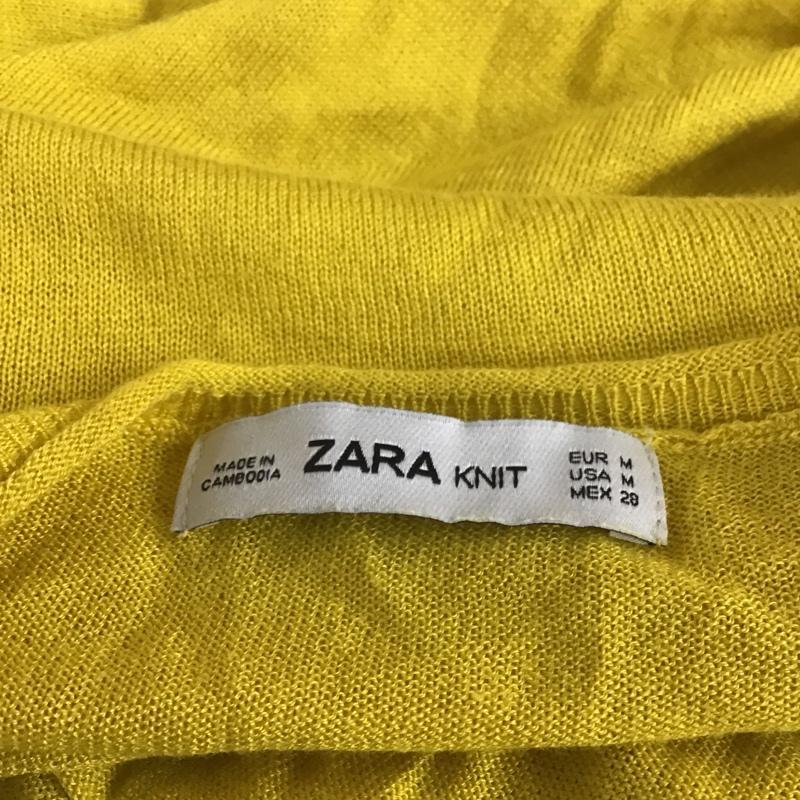 MADE IN
CAMBODIA
ZARA KNIT
EUR M
USA M
MEX 28